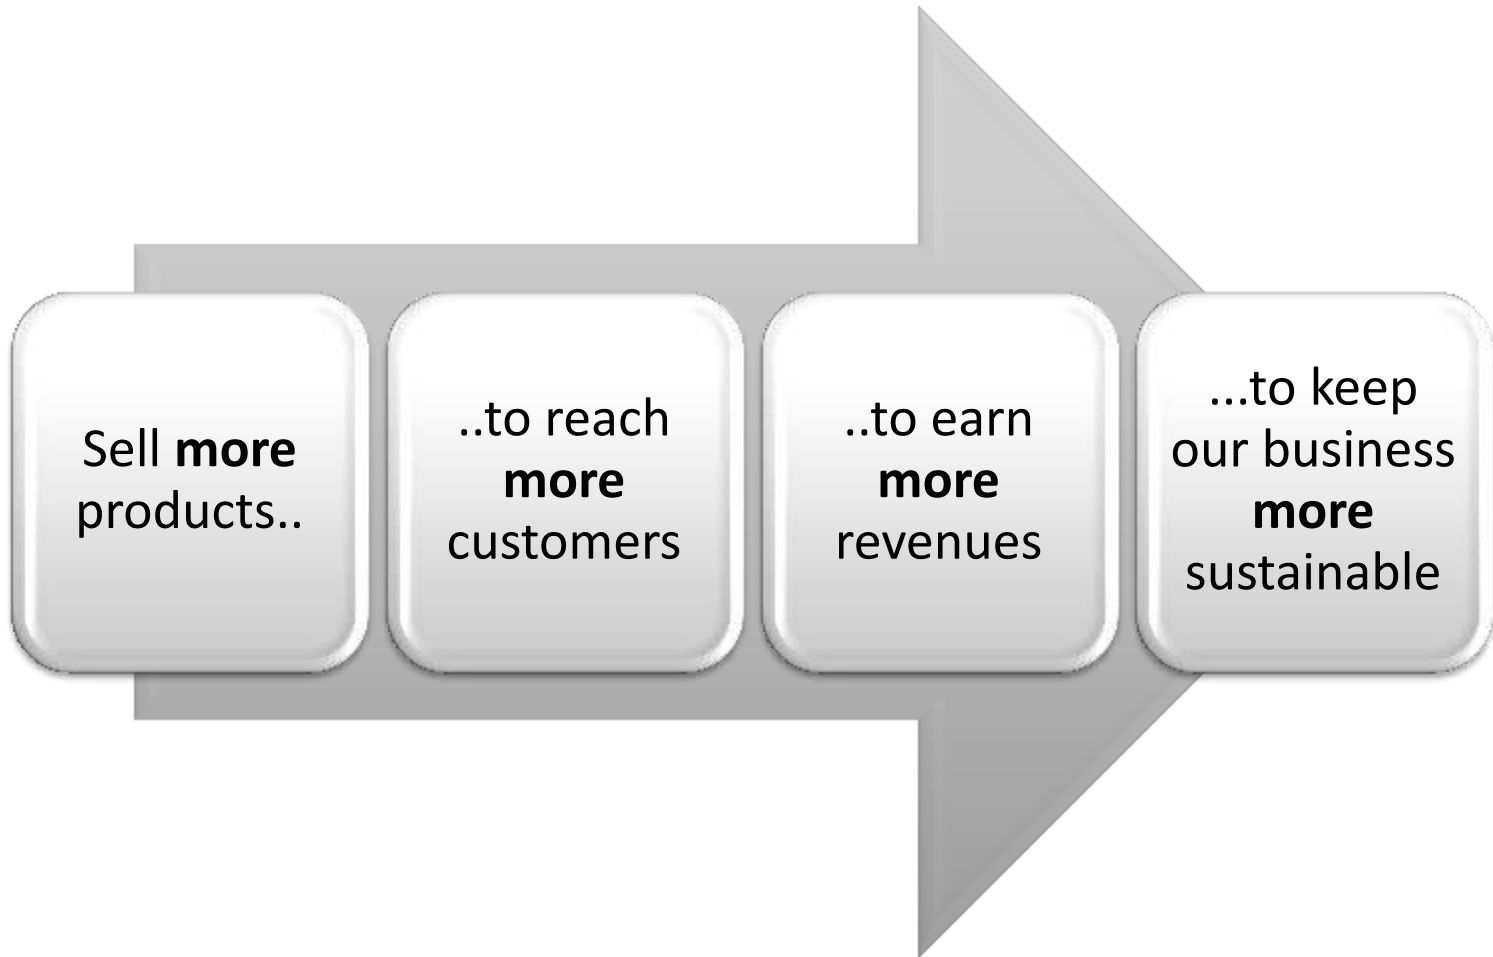 Sell more
products..
..to reach
more
customers
..to earn
more
revenues
...to keep
our business
more
sustainable